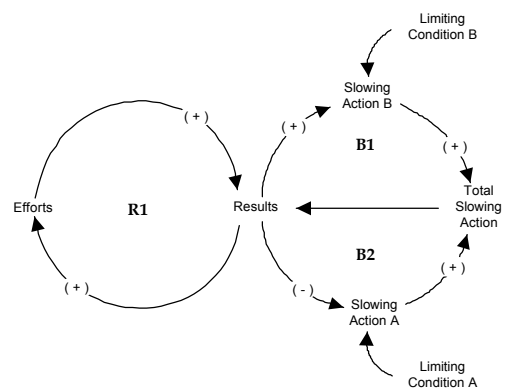 Limiting
Condition B
Slowing
Action B
( + )
( + )
B1
( + )
Efforts
R1
Results
Total
Slowing
Action
B2
( + )
( - )
( + )
Slowing
Action A
Limiting
Condition A